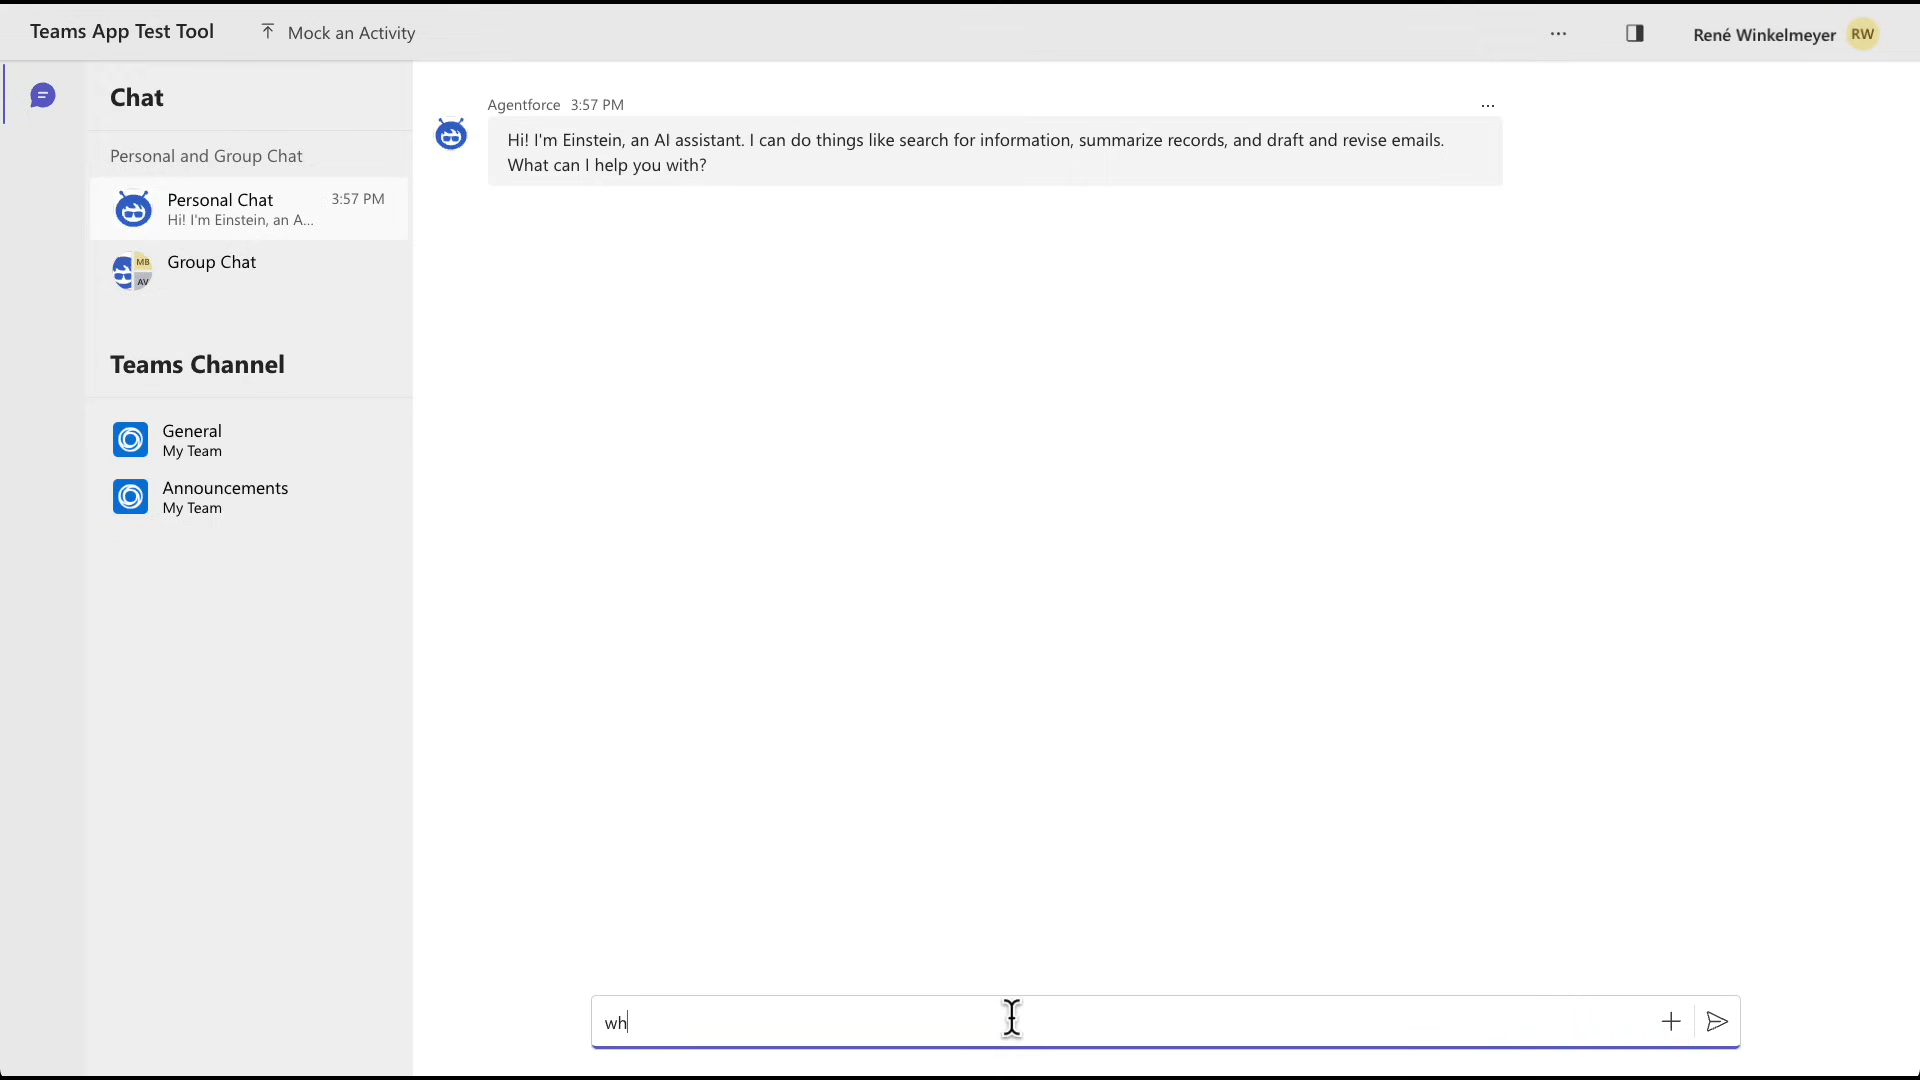 Teams App Test Tool
Mock an Activity
...
René Winkelmeyer
RW
Chat
Personal and Group Chat
Personal Chat
3:57 PM
Hi! I'm Einstein, an A...
MB
AV
Group Chat
Teams Channel
General
My Team
Announcements
My Team
Agentforce 3:57 PM
...
Hi! I'm Einstein, an AI assistant. I can do things like search for information, summarize records, and draft and revise emails.
What can I help you with?
wh